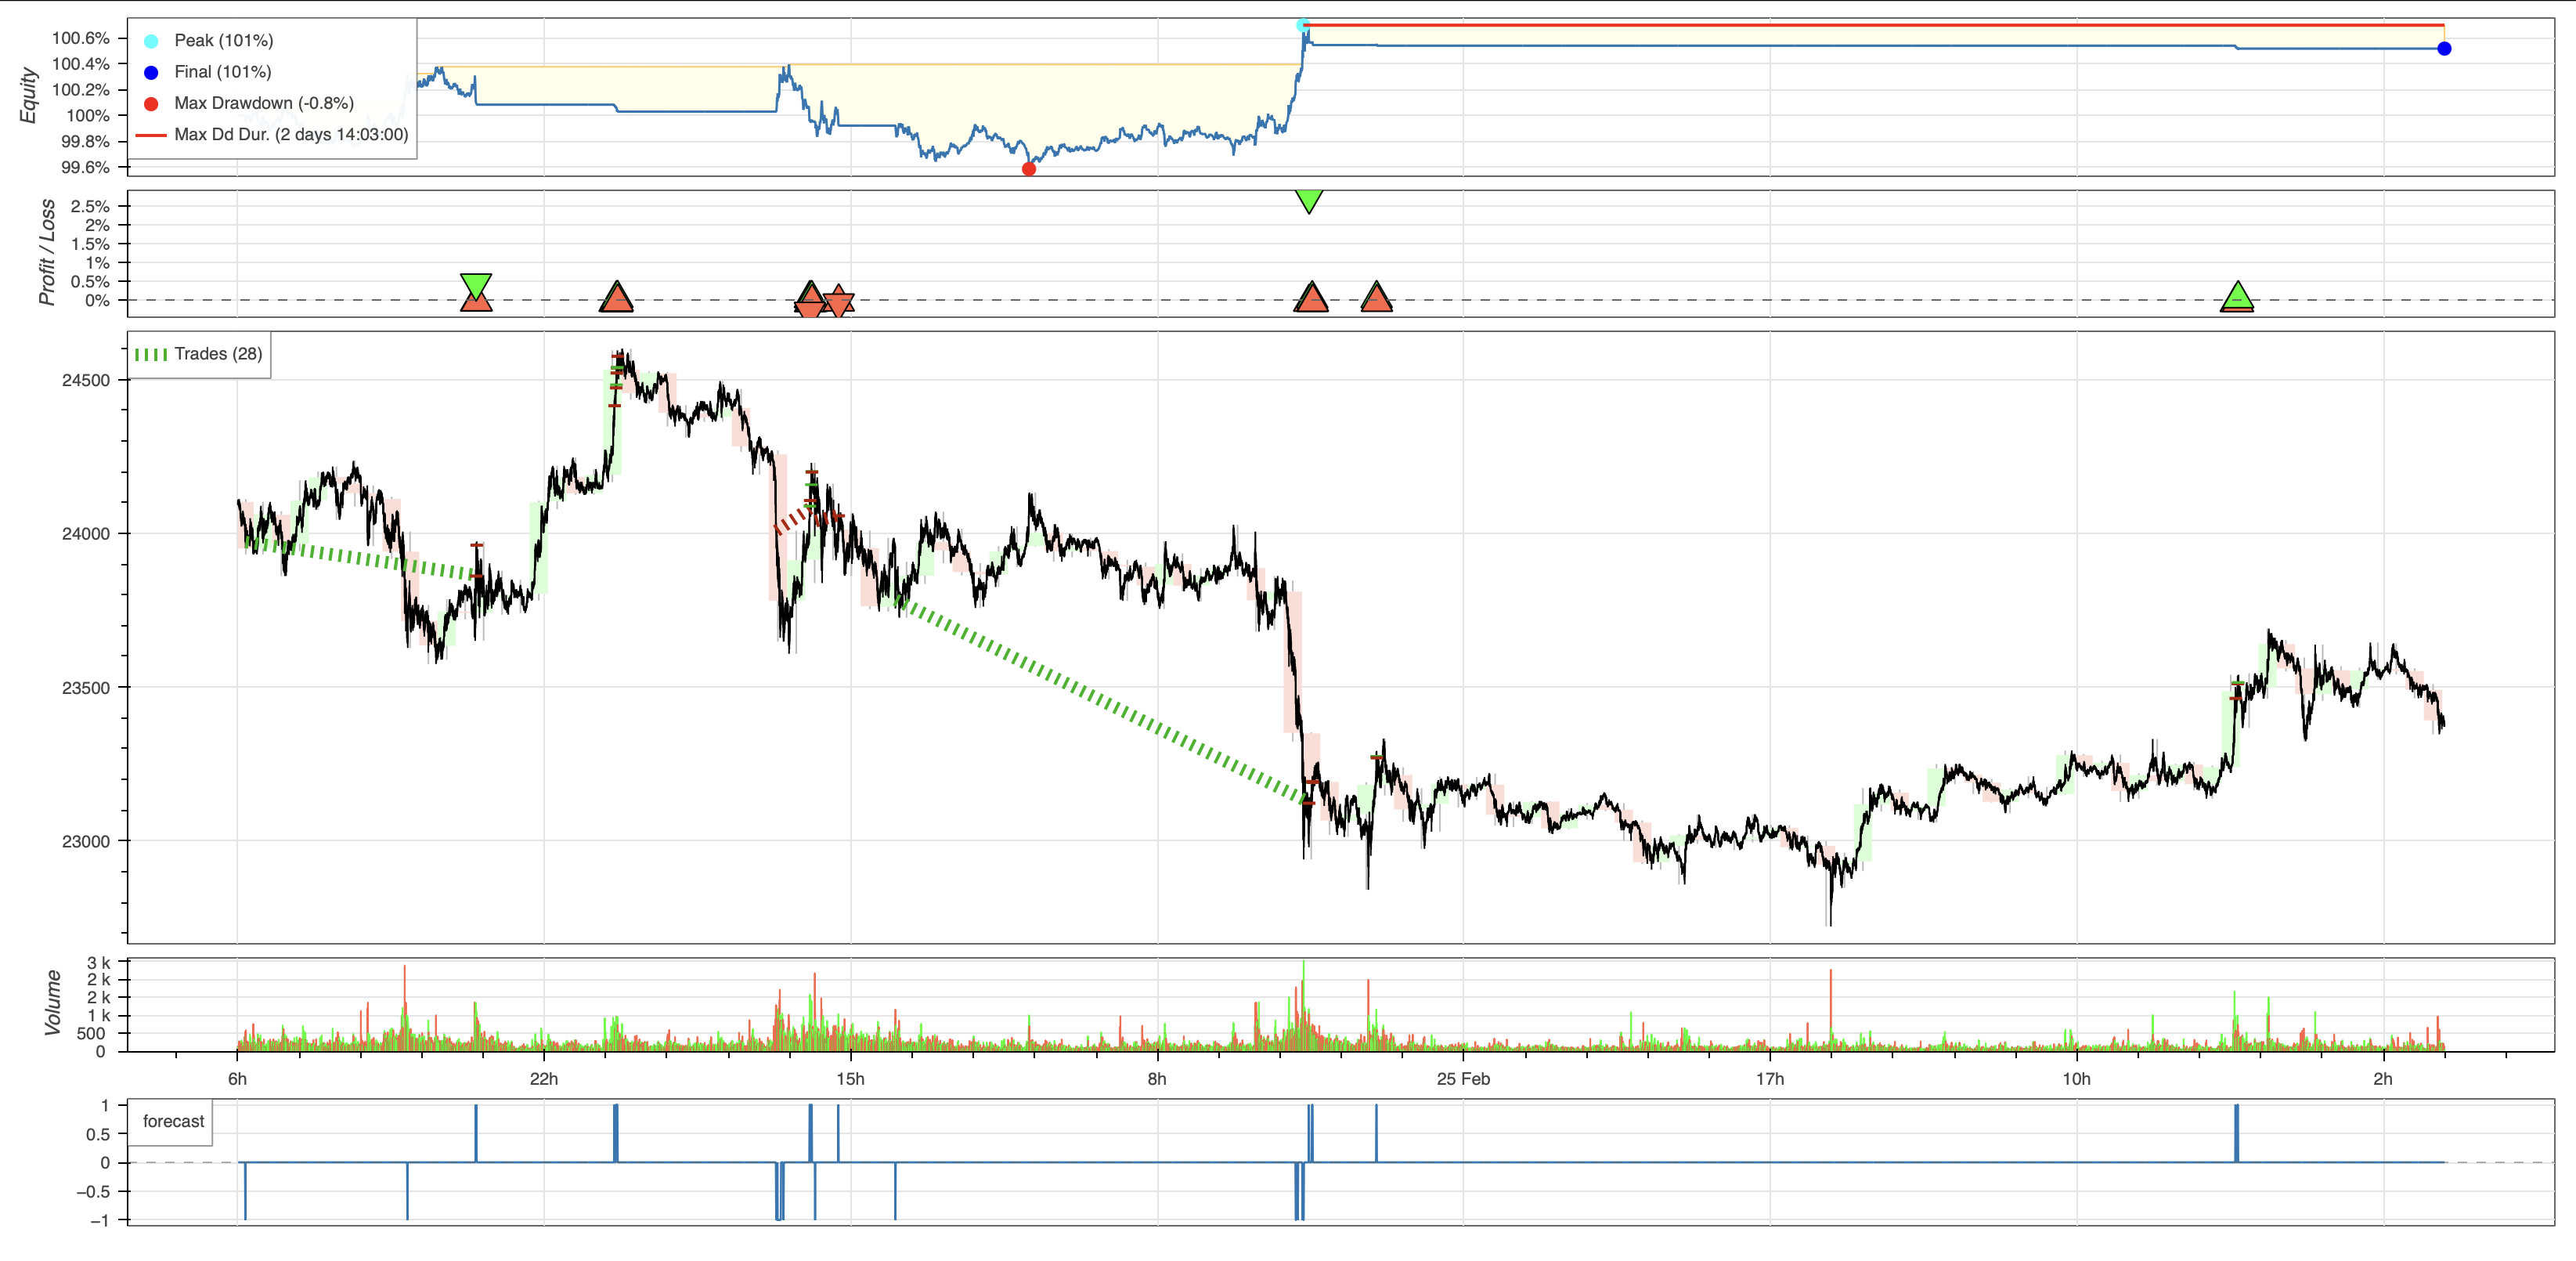 Equity
100.6%
100.4%
100.2%
100%
99.8%
99.6%
Peak (101%)
Final (101%)
Max Drawdown (-0.8%)
Max Dd Dur. (2 days 14:03:00)
Profit / Loss
2.5%
2%
1.5%
1%
0.5%
0%
Trades (28)
24500
24000
23500
23000
Volume
3 k
2 k
2 k
1 k
500
0
6h 22h 15h 8h 25 Feb 17h 10h 2h
forecast
1
0.5
0
−0.5
−1